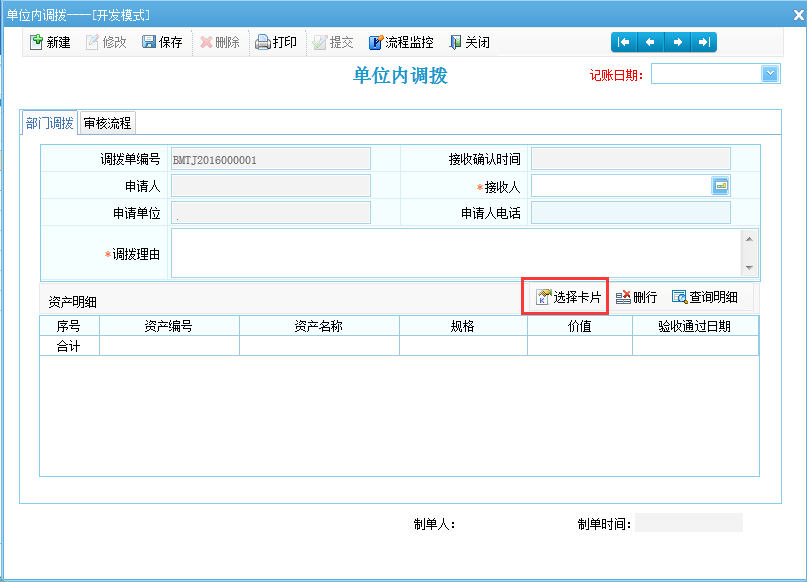 单位内调拨----[开发模式]
新建 修改 保存 删除 打印 提交 流程监控 关闭
单位内调拨
记账日期：
部门调拨 审核流程
调拨单编号 BMTJ2016000001 接收确认时间
申请人 *接收人
申请单位 . 申请人电话
*调拨理由
资产明细 选择卡片 删行 查询明细
序号 资产编号 资产名称 规格 价值 验收通过日期
合计
制单人： 制单时间：